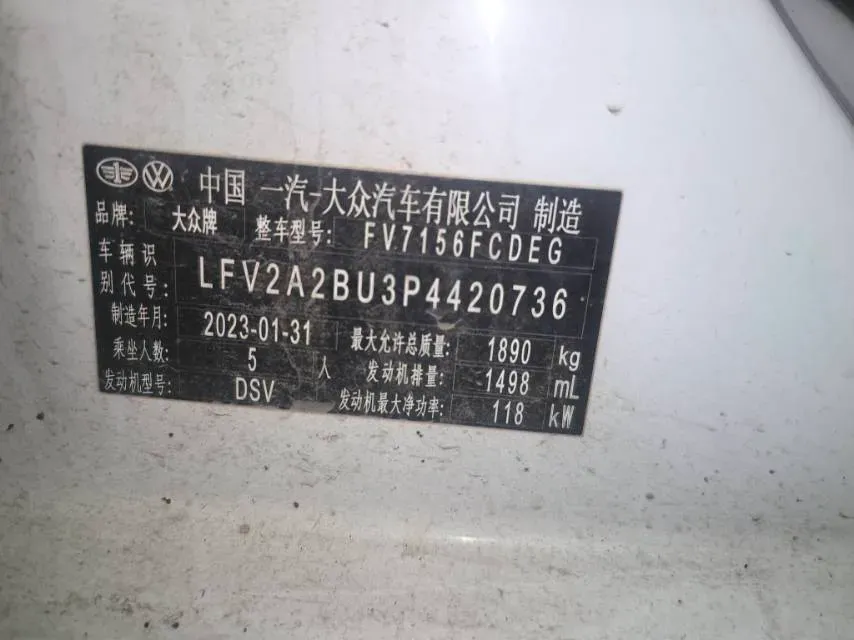 中国 一汽-大众汽车有限公司 制造
品牌: 大众牌 整车型号: FV7156FCDEG
车辆识别代号: LFV2A2BU3P4420736
制造年月: 2023-01-31 最大允许总质量: 1890 kg
乘坐人数: 5 人 发动机排量: 1498 mL
发动机型号: DSV 发动机最大净功率: 118 kW